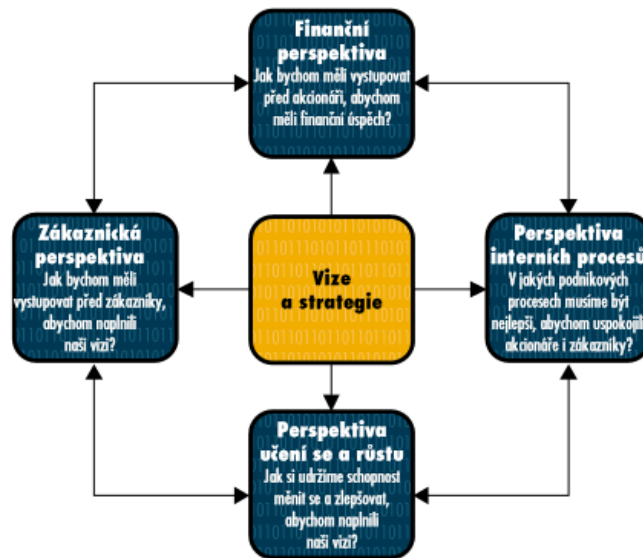 Finanční
perspektiva
Jak bychom měli vystupovat
před akcionáři, abychom
měli finanční úspěch?
Zákaznická
perspektiva
Jak bychom měli
vystupovat před zákazníky,
abychom naplnili
naši vizi?
Vize
a strategie
Perspektiva
interních procesů
V jakých podnikových
procesech musíme být
nejlepší, abychom uspokojili
akcionáře i zákazníky?
Perspektiva
učení se a růstu
Jak si udržíme schopnost
měnit se a zlepšovat,
abychom naplnili
naši vizi?